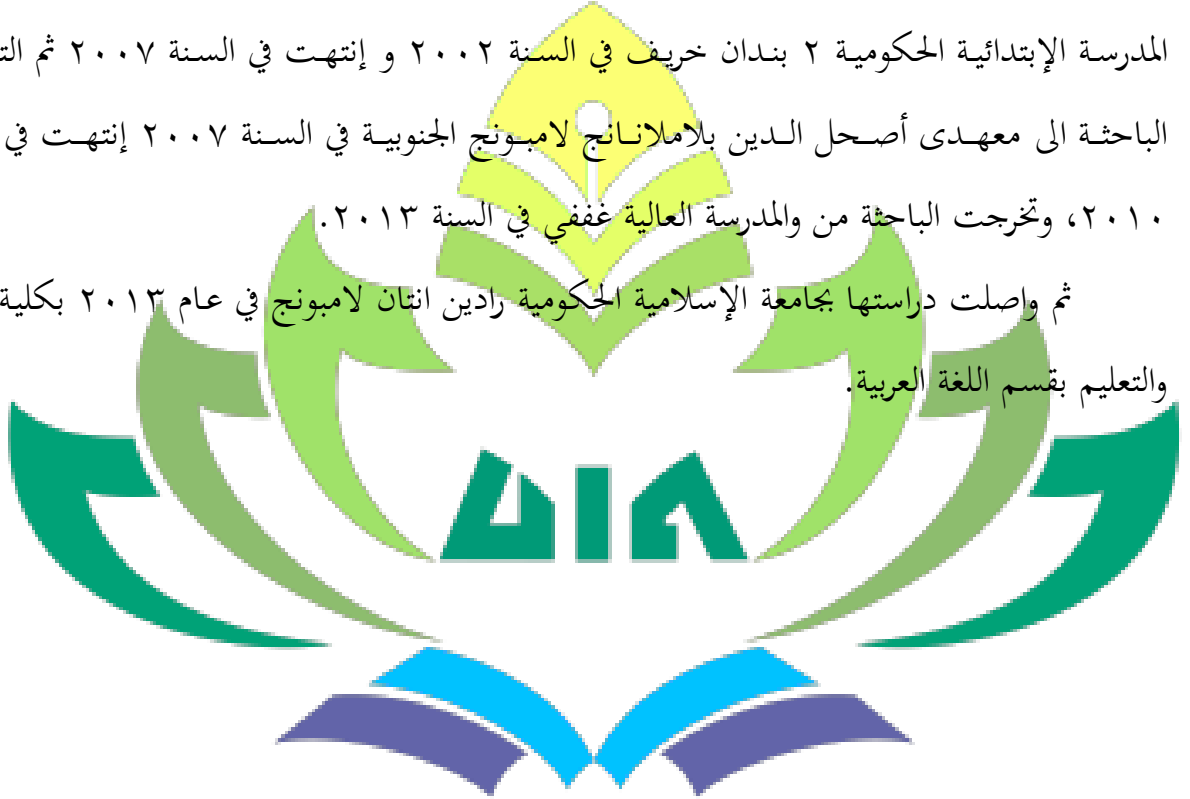 المدرسة الإبتدائية الحكومية ٢ بندان خريف في السنة ٢٠٠٢ و إنتهت في السنة ٢٠٠٧ ثم
الباحثة الى معهدى أصحل الدين بلاملانانج لامبونج الجنوبية في السنة ٢٠٠٧ إنتهت في
٢٠١٠، وتخرجت الباحثة من والمدرسة العالية غففي في السنة ٢٠١٣.
ثم واصلت دراستها بجامعة الإسلامية الحكومية رادين انتان لامبونج في عام ٢٠١٣ بكلية
والتعليم بقسم اللغة العربية.